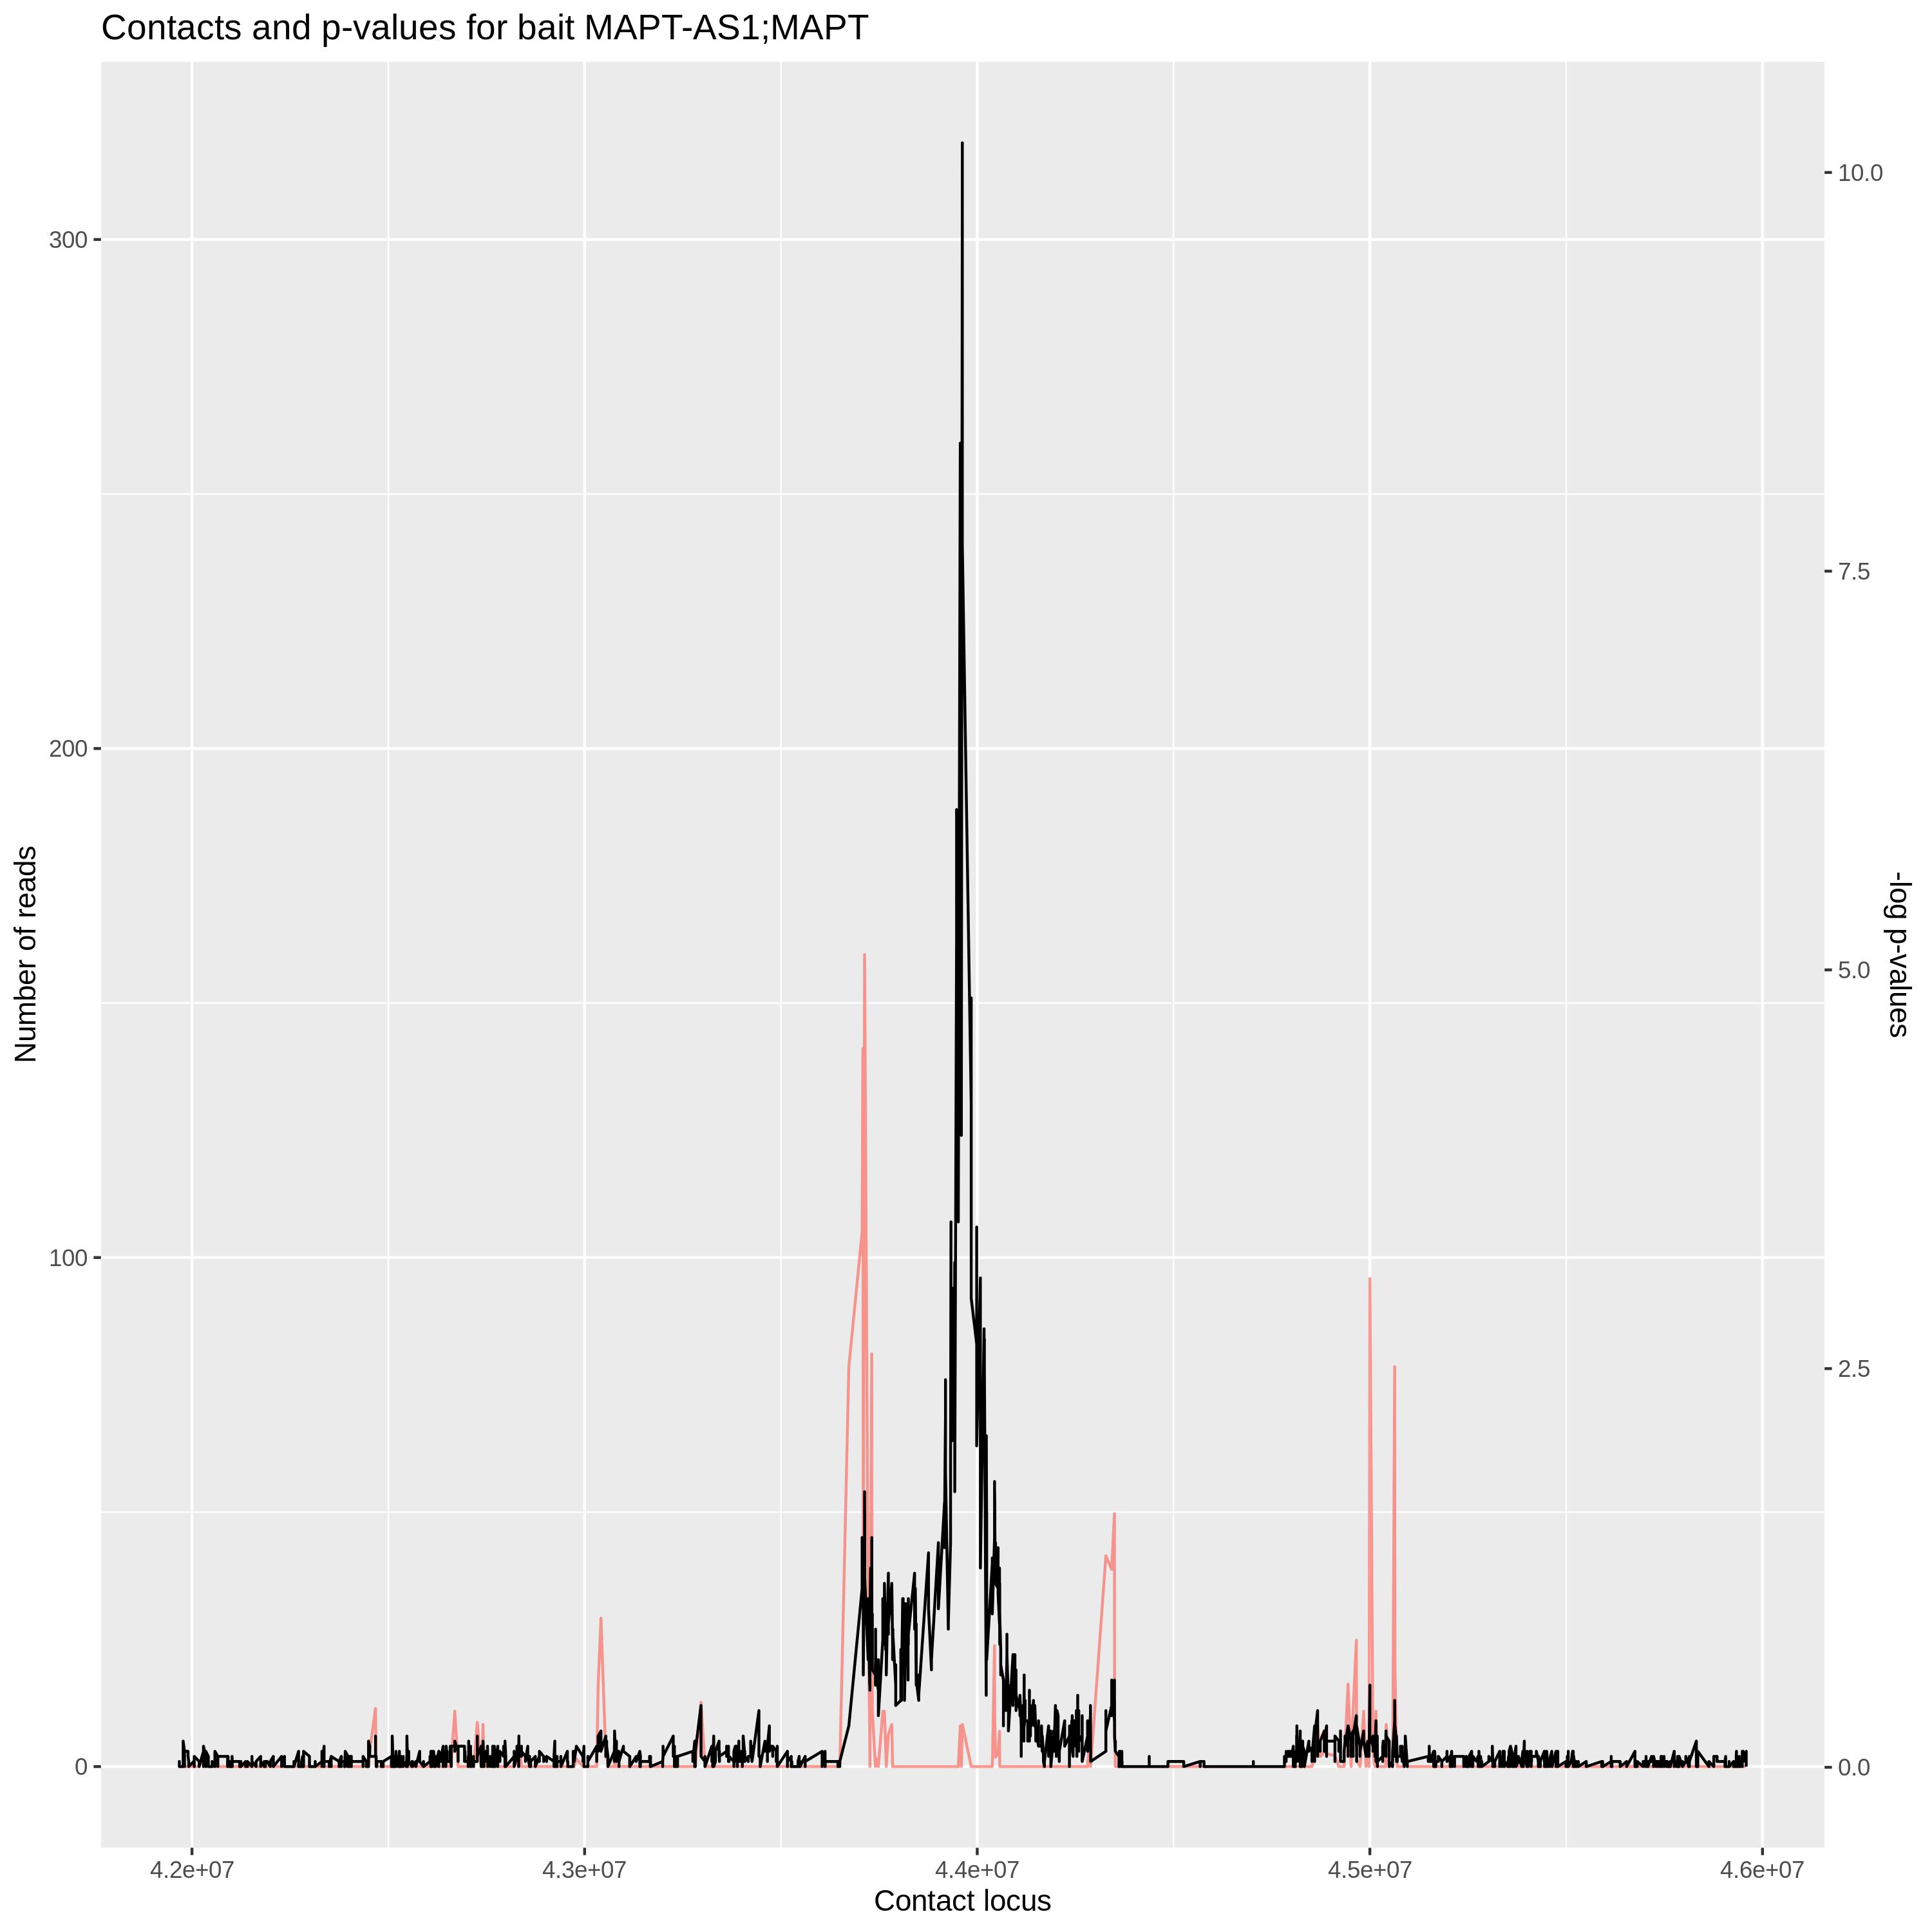 Contacts and p-values for bait MAPT-AS1;MAPT
300
200
100
0
Number of reads
10.0
7.5
5.0
2.5
0.0
-log p-values
4.2e+07
4.3e+07
4.4e+07
4.5e+07
4.6e+07
Contact locus